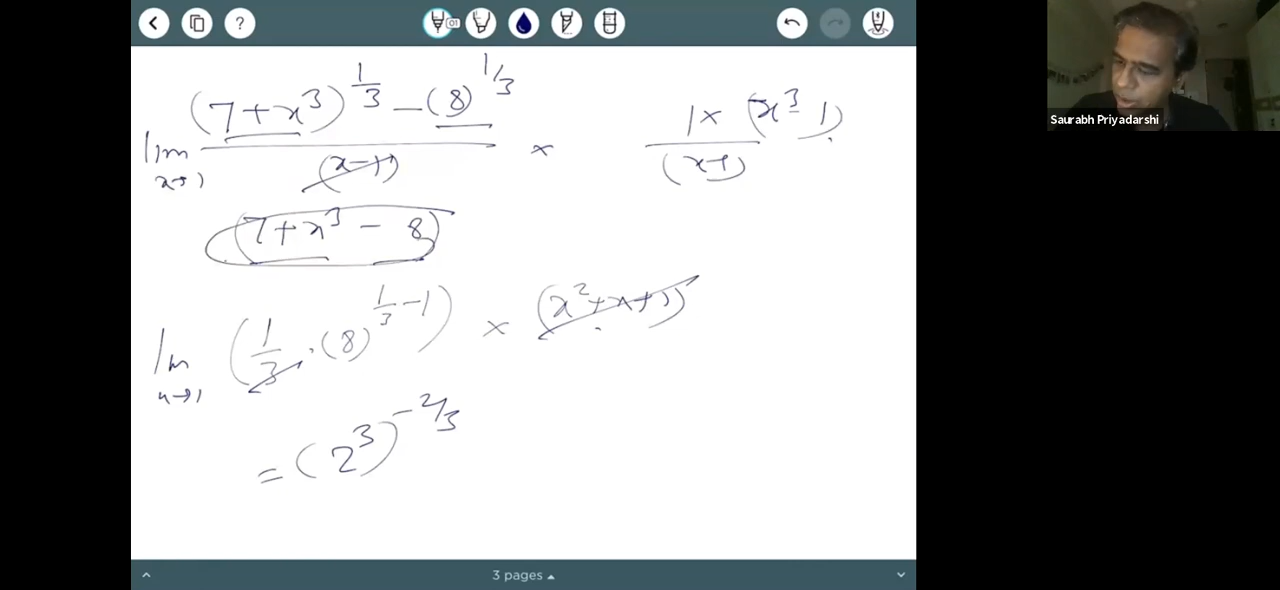 (7+x³)^1/3 − (8)^1/3
lim x→1 (x−1) × 1 × (x³−1) / (x−1)
(7+x³ − 8)
lim x→1 (1/3 · (8)^1/3−1) × (x²+x+1)
= (2³)^−2/3
Saurabh Priyadarshi
3 pages